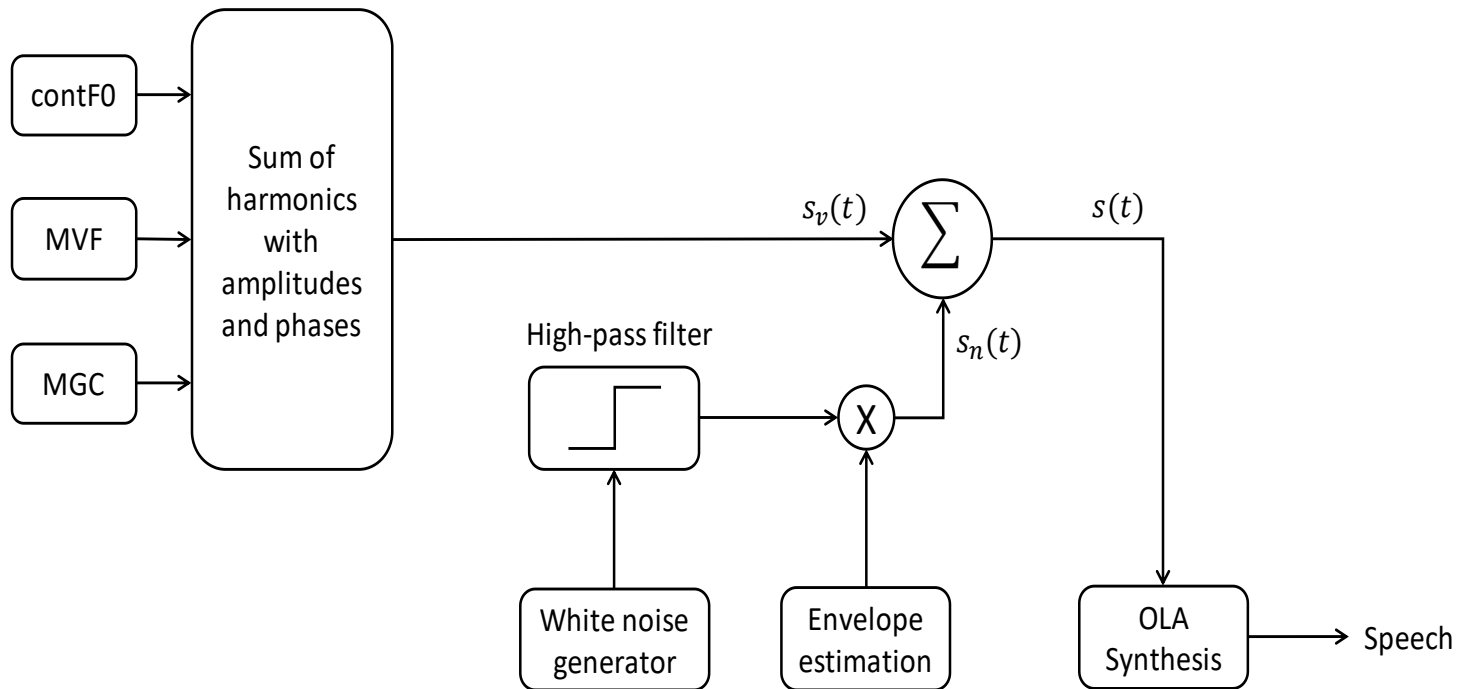 contF0
MVF
MGC
Sum of
harmonics
with
amplitudes
and phases
s_v(t)
∑
s(t)
High-pass filter
s_n(t)
X
White noise
generator
Envelope
estimation
OLA
Synthesis
Speech